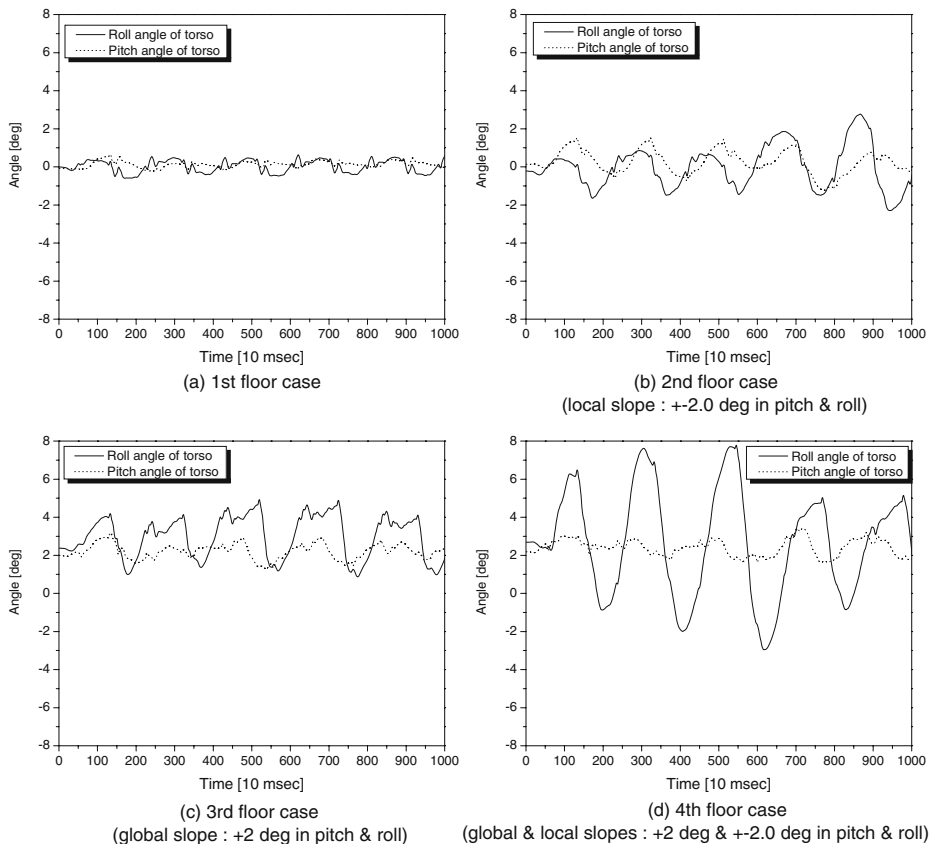 8
6
4
2
0
-2
-4
-6
-8
Angle [deg]
Roll angle of torso
Pitch angle of torso
0 100 200 300 400 500 600 700 800 900 1000
Time [10 msec]
(a) 1st floor case
8
6
4
2
0
-2
-4
-6
-8
Angle [deg]
Roll angle of torso
Pitch angle of torso
0 100 200 300 400 500 600 700 800 900 1000
Time [10 msec]
(b) 2nd floor case
(local slope : +-2.0 deg in pitch & roll)
8
6
4
2
0
-2
-4
-6
-8
Angle [deg]
Roll angle of torso
Pitch angle of torso
0 100 200 300 400 500 600 700 800 900 1000
Time [10 msec]
(c) 3rd floor case
(global slope : +2 deg in pitch & roll)
8
6
4
2
0
-2
-4
-6
-8
Angle [deg]
Roll angle of torso
Pitch angle of torso
0 100 200 300 400 500 600 700 800 900 1000
Time [10 msec]
(d) 4th floor case
(global & local slopes : +2 deg & +-2.0 deg in pitch & roll)